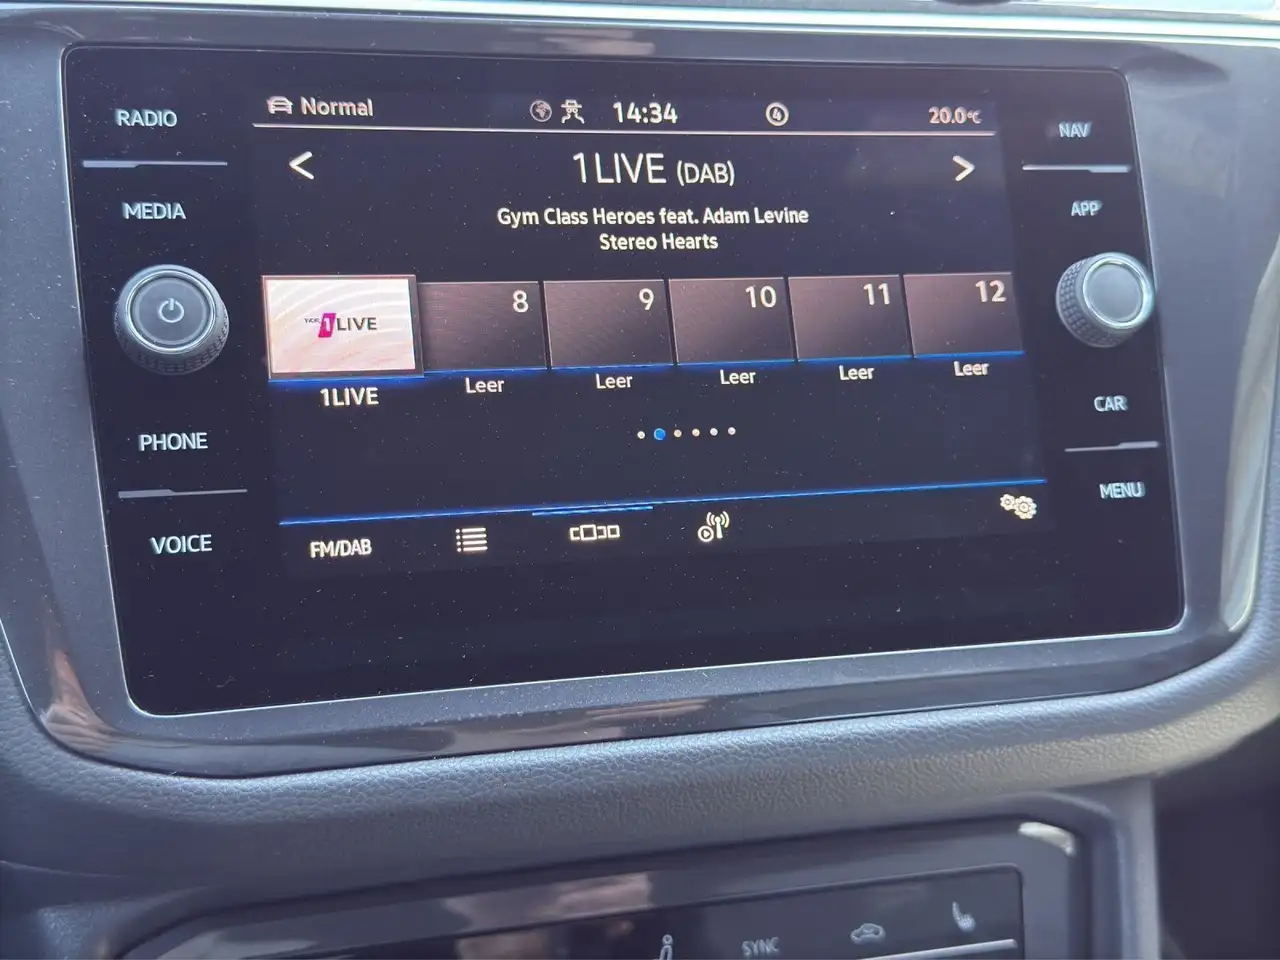 RADIO
MEDIA
PHONE
VOICE
Normal
14:34
4
20.0°C
1LIVE (DAB)
Gym Class Heroes feat. Adam Levine
Stereo Hearts
WDR 1LIVE
8
9
10
11
12
1LIVE
Leer
Leer
Leer
Leer
Leer
FM/DAB
NAV
APP
CAR
MENU
SYNC